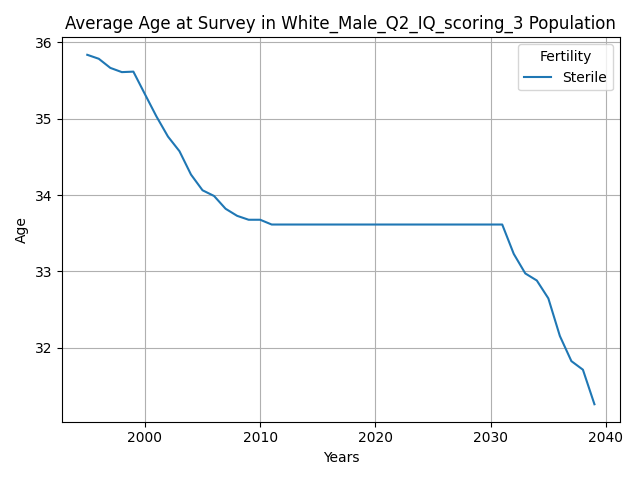 Average Age at Survey in White_Male_Q2_IQ_scoring_3 Population
36
35
34
33
32
Age
Fertility
Sterile
2000 2010 2020 2030 2040
Years